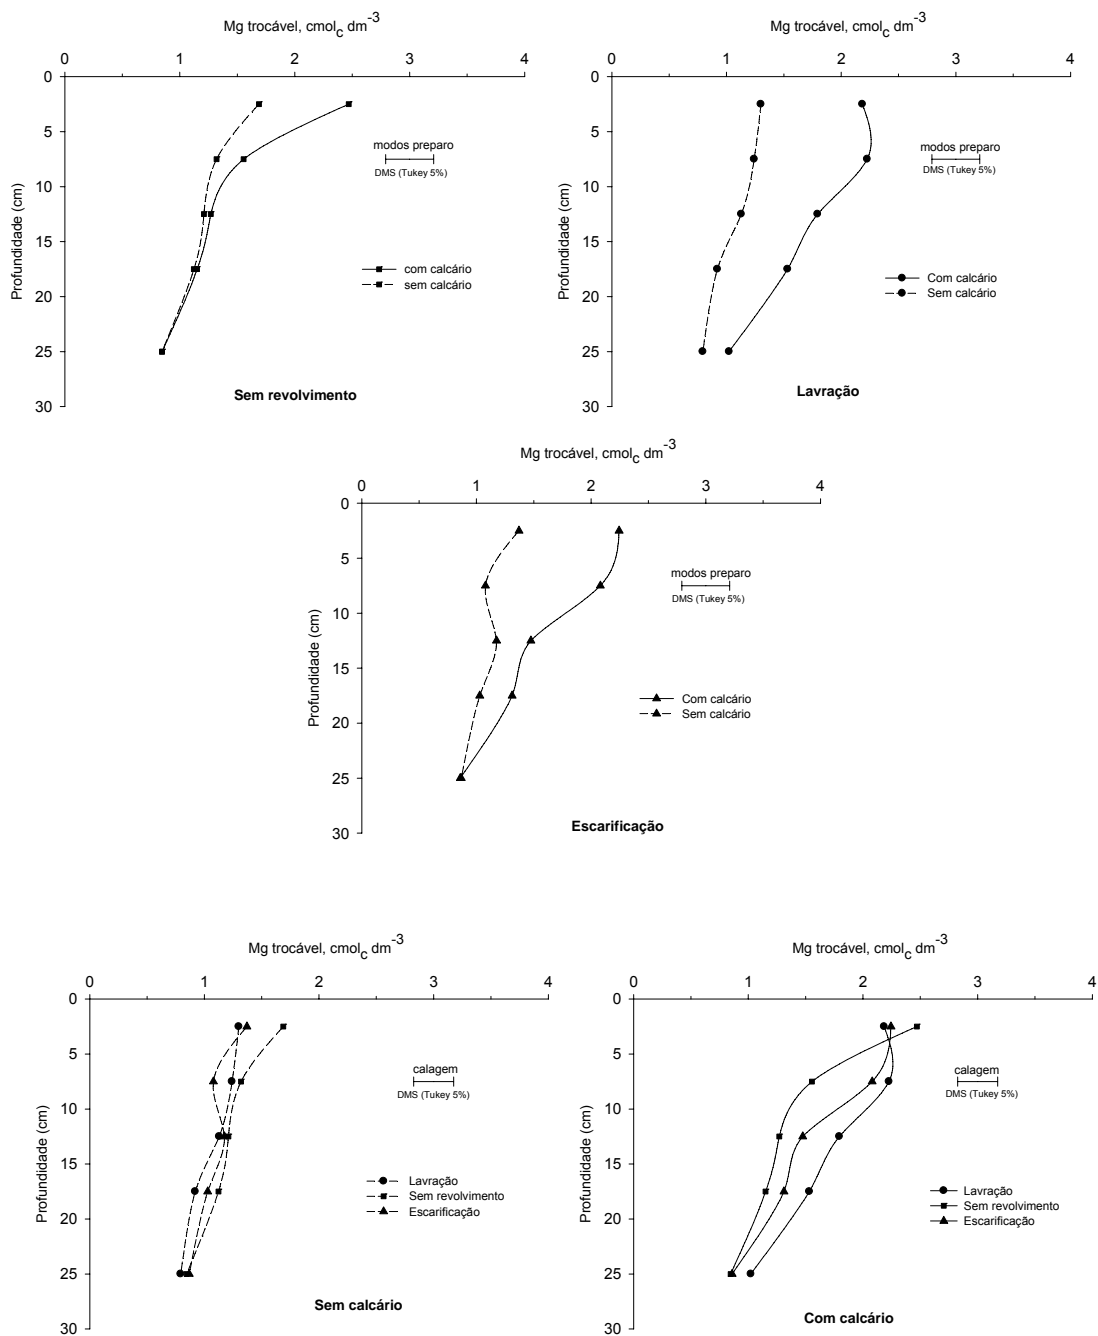 Mg trocável, cmolc dm-3
0 1 2 3 4
0
5
10
15
20
25
30
Profundidade (cm)
modos preparo
DMS (Tukey 5%)
com calcário
sem calcário
Sem revolvimento
Mg trocável, cmolc dm-3
0 1 2 3 4
0
5
10
15
20
25
30
Profundidade (cm)
modos preparo
DMS (Tukey 5%)
Com calcário
Sem calcário
Lavração
Mg trocável, cmolc dm-3
0 1 2 3 4
0
5
10
15
20
25
30
Profundidade (cm)
modos preparo
DMS (Tukey 5%)
Com calcário
Sem calcário
Escarificação
Mg trocável, cmolc dm-3
0 1 2 3 4
0
5
10
15
20
25
30
Profundidade (cm)
calagem
DMS (Tukey 5%)
Lavração
Sem revolvimento
Escarificação
Sem calcário
Mg trocável, cmolc dm-3
0 1 2 3 4
0
5
10
15
20
25
30
Profundidade (cm)
calagem
DMS (Tukey 5%)
Lavração
Sem revolvimento
Escarificação
Com calcário